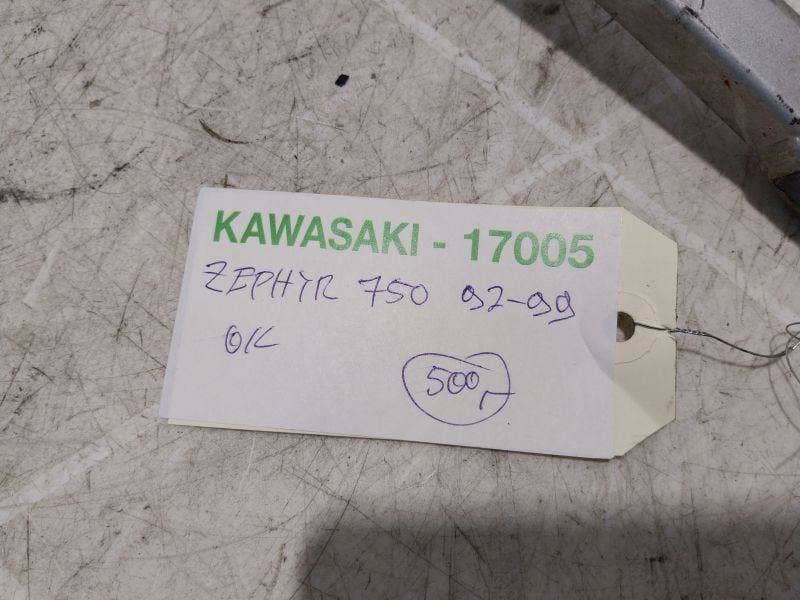 KAWASAKI - 17005
ZEPHYR 750 92-99
OK
500,-